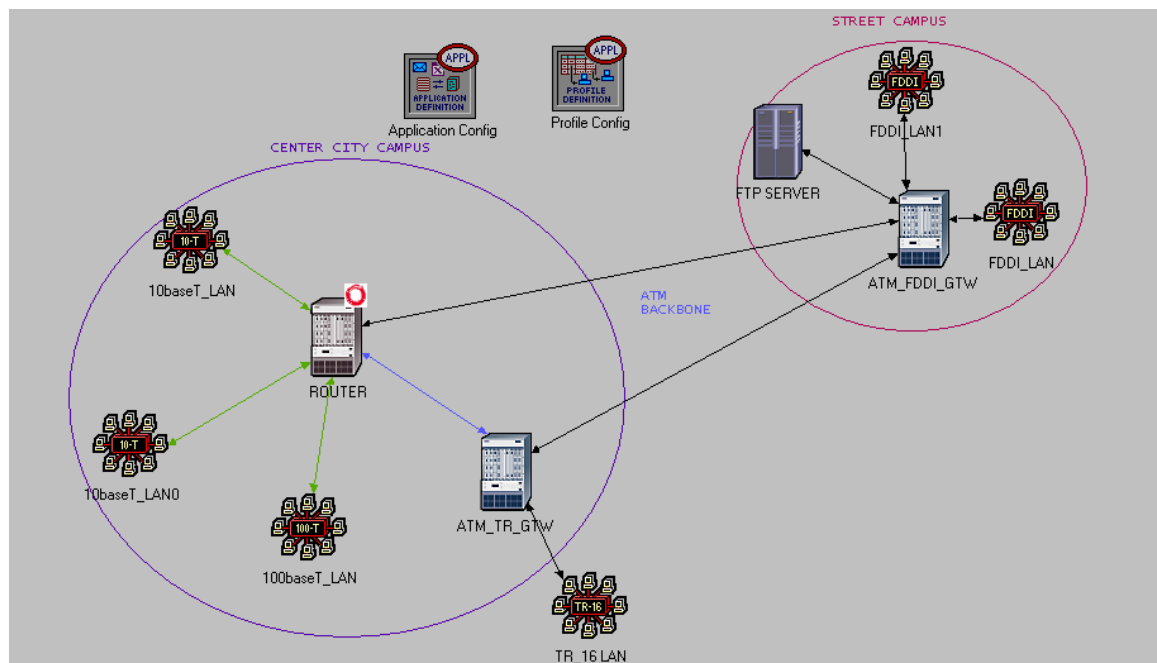 STREET CAMPUS
APPL
APPLICATION
DEFINITION
Application Config
APPL
PROFILE
DEFINITION
Profile Config
FDDI
FDDI_LAN1
FTP SERVER
FDDI
FDDI_LAN
ATM_FDDI_GTW
CENTER CITY CAMPUS
10-T
10baseT_LAN
ATM
BACKBONE
ROUTER
10-T
10baseT_LAN0
100-T
100baseT_LAN
ATM_TR_GTW
TR-16
TR_16 LAN